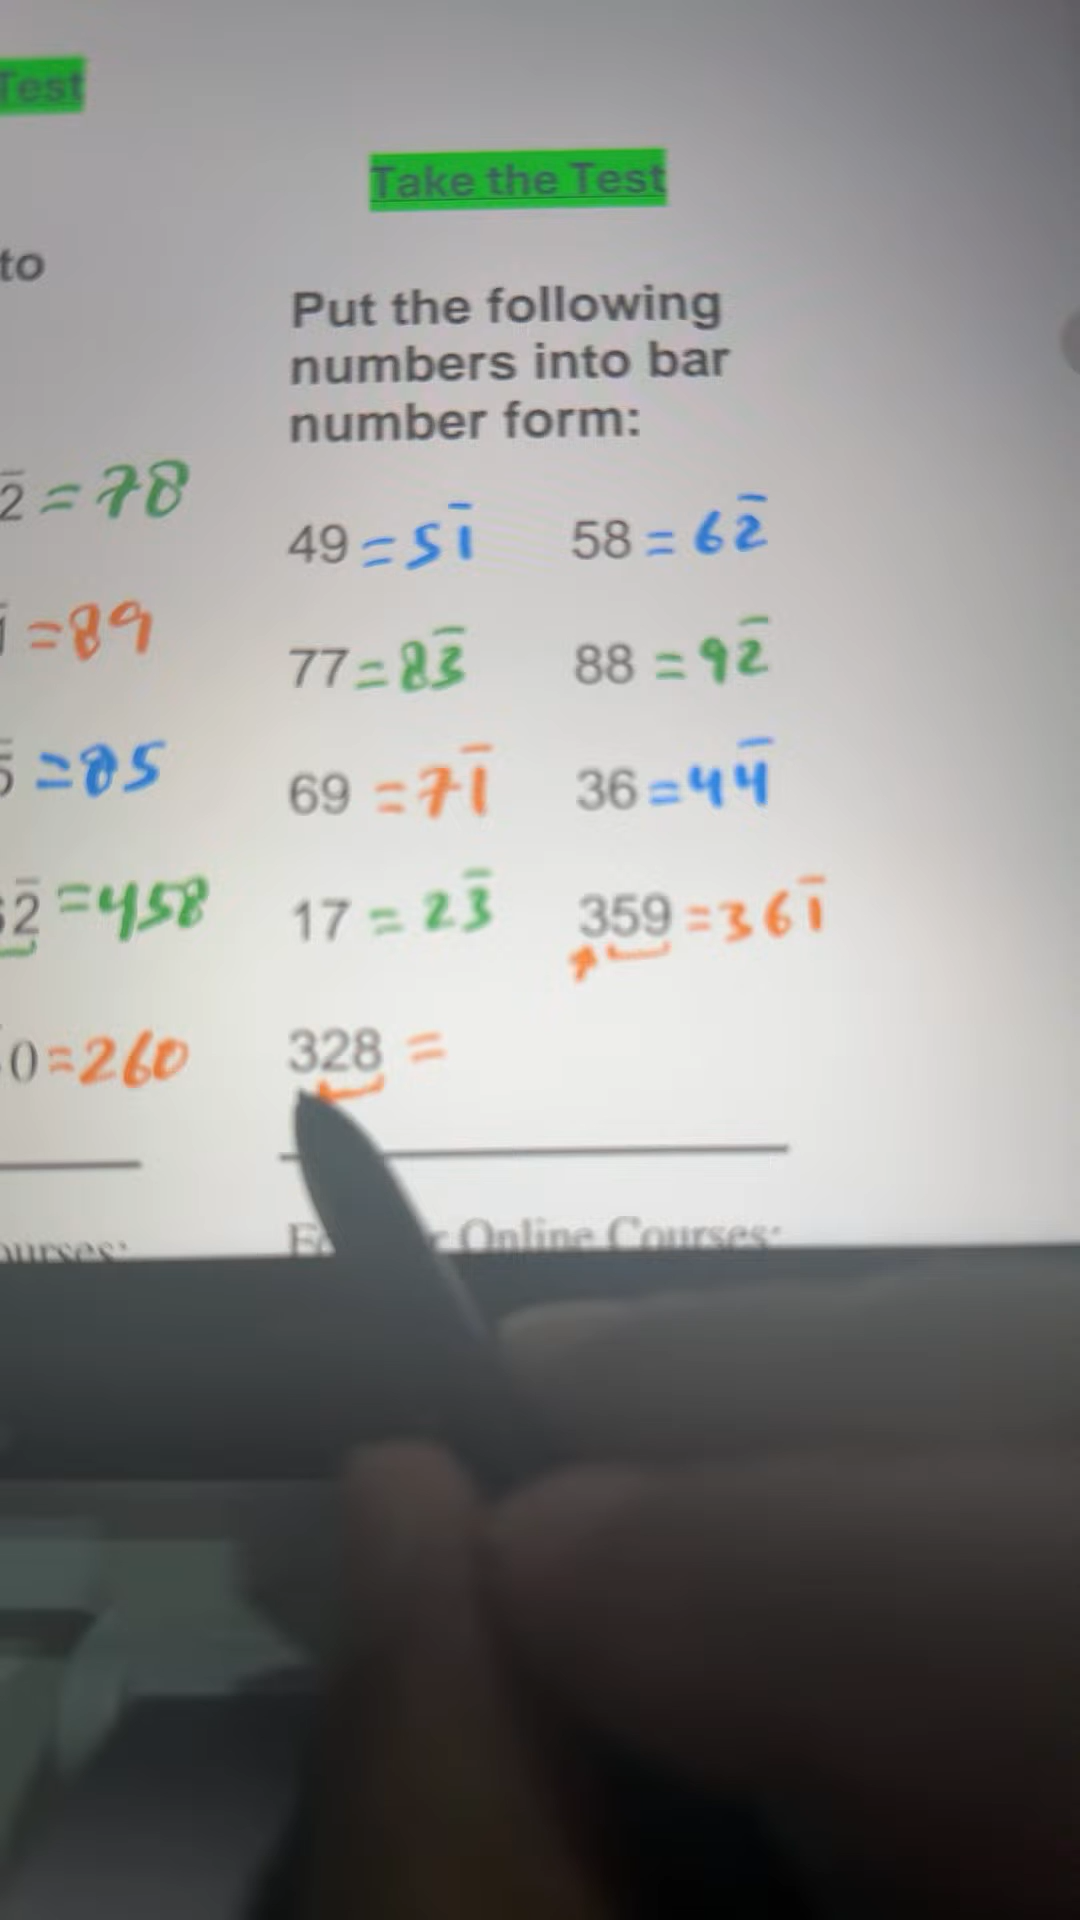 Test
Take the Test
to
Put the following
numbers into bar
number form:
2̅ = 78
49 = 51̅ 58 = 62̅
1̅ = 89
77 = 83̅ 88 = 92̅
5̅ = 85
69 = 71̅ 36 = 44̅
2̅ = 458
17 = 23̅ 359 = 361̅
0 = 260
328 =
Online Courses: